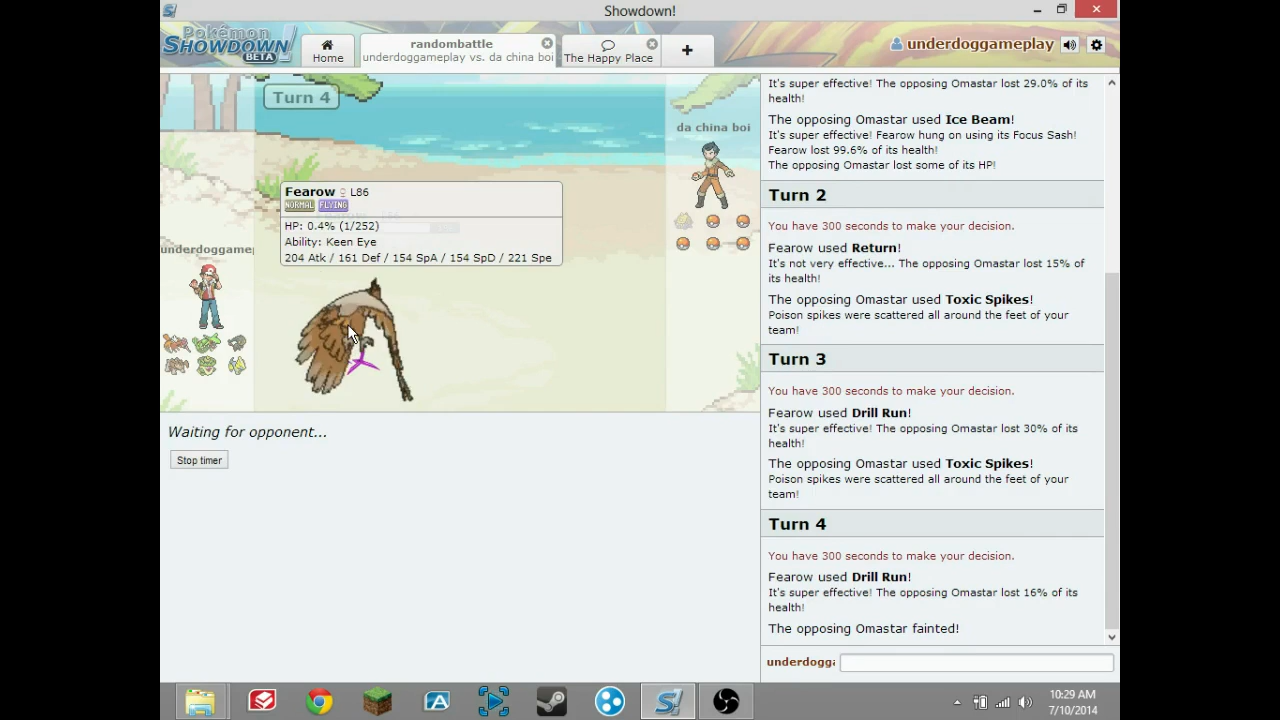 Showdown!
Pokémon
SHOWDOWN!
BETA
Home
randombattle
underdoggameplay vs. da china boi
The Happy Place
underdoggameplay
Turn 4
da china boi
Fearow L86
NORMAL FLYING
HP: 0.4% (1/252)
Ability: Keen Eye
204 Atk / 161 Def / 154 SpA / 154 SpD / 221 Spe
underdoggamep
Waiting for opponent...
Stop timer
It's super effective! The opposing Omastar lost 29.0% of its
health!
The opposing Omastar used Ice Beam!
It's super effective! Fearow hung on using its Focus Sash!
Fearow lost 99.6% of its health!
The opposing Omastar lost some of its HP!
Turn 2
You have 300 seconds to make your decision.
Fearow used Return!
It's not very effective... The opposing Omastar lost 15% of
its health!
The opposing Omastar used Toxic Spikes!
Poison spikes were scattered all around the feet of your
team!
Turn 3
You have 300 seconds to make your decision.
Fearow used Drill Run!
It's super effective! The opposing Omastar lost 30% of its
health!
The opposing Omastar used Toxic Spikes!
Poison spikes were scattered all around the feet of your
team!
Turn 4
You have 300 seconds to make your decision.
Fearow used Drill Run!
It's super effective! The opposing Omastar lost 16% of its
health!
The opposing Omastar fainted!
underdogg:
10:29 AM
7/10/2014